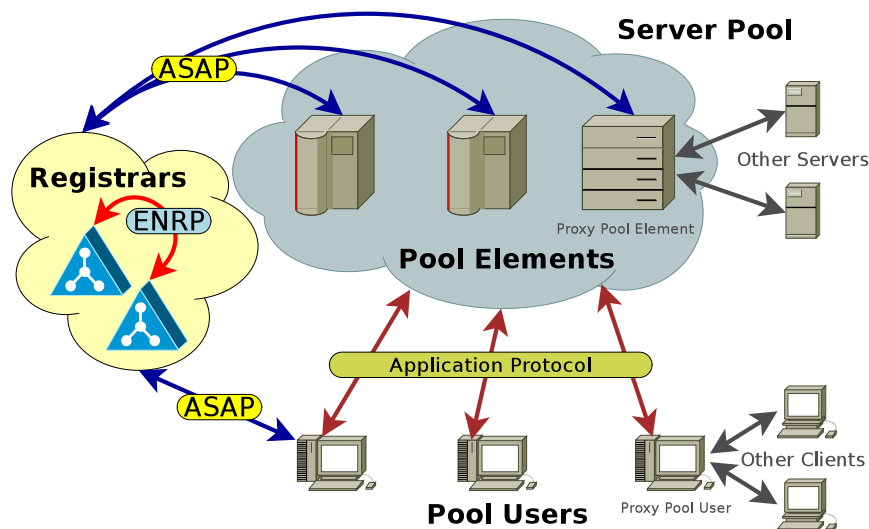 Server Pool
ASAP
Other Servers
Registrars
ENRP
Proxy Pool Element
Pool Elements
Application Protocol
ASAP
Other Clients
Proxy Pool User
Pool Users